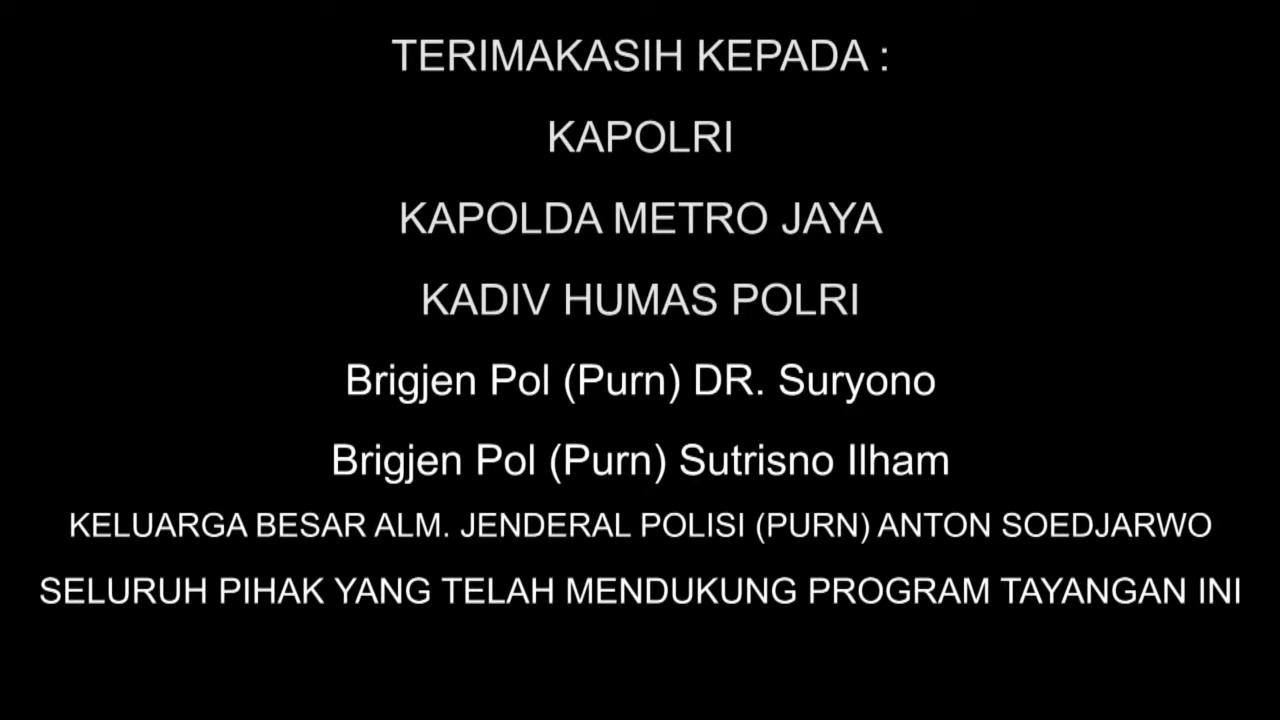 TERIMAKASIH KEPADA :
KAPOLRI
KAPOLDA METRO JAYA
KADIV HUMAS POLRI
Brigjen Pol (Purn) DR. Suryono
Brigjen Pol (Purn) Sutrisno Ilham
KELUARGA BESAR ALM. JENDERAL POLISI (PURN) ANTON SOEDJARWO
SELURUH PIHAK YANG TELAH MENDUKUNG PROGRAM TAYANGAN INI